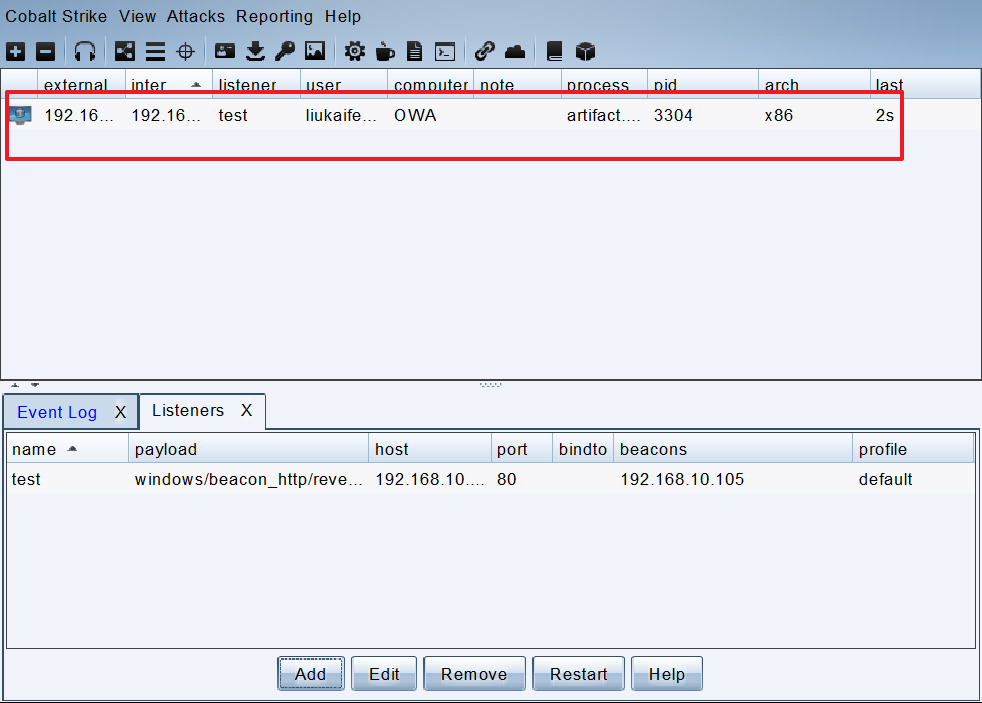 Cobalt Strike View Attacks Reporting Help
external inter listener user computer note process pid arch last
192.16... 192.16... test liukaife... OWA artifact.... 3304 x86 2s
Event Log X Listeners X
name payload host port bindto beacons profile
test windows/beacon_http/reve... 192.168.10.... 80 192.168.10.105 default
Add Edit Remove Restart Help